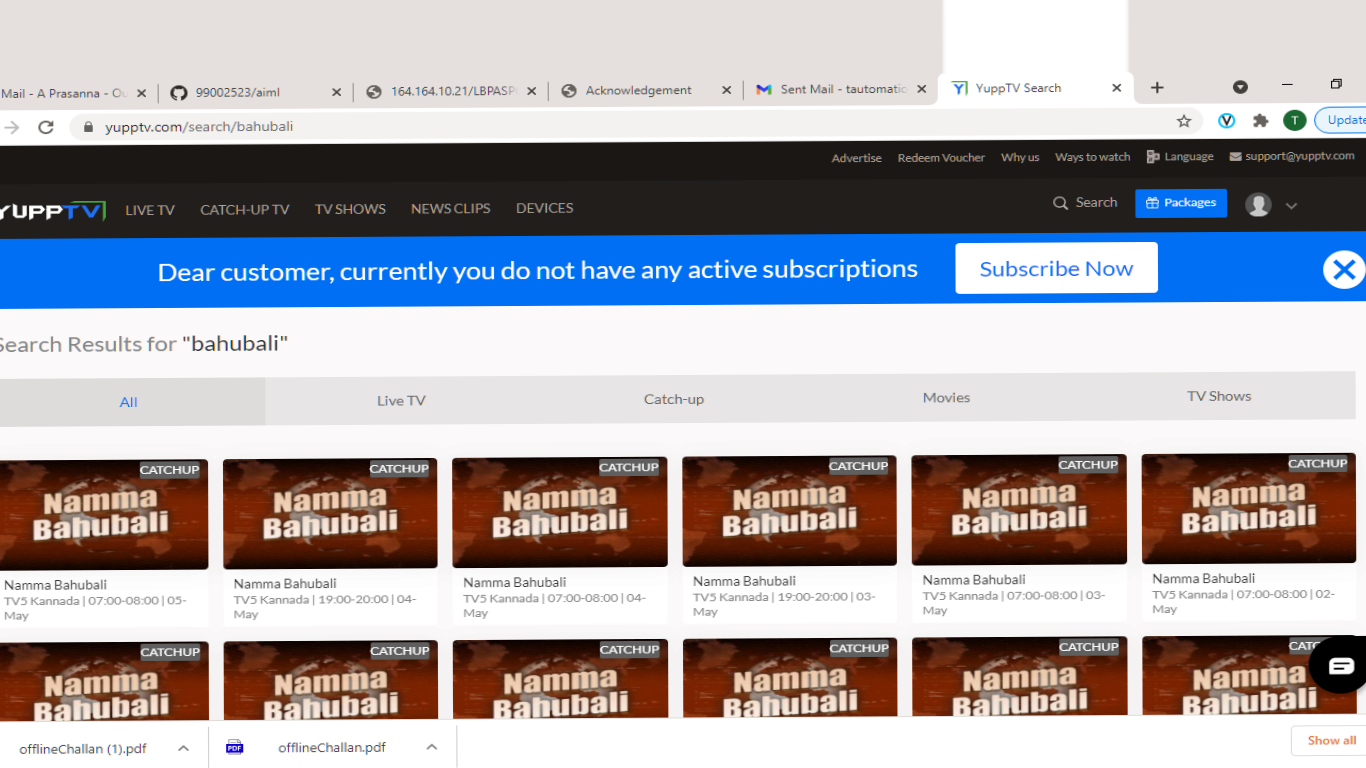 Mail - A Prasanna - Ou
99002523/aiml
164.164.10.21/LBPASP
Acknowledgement
Sent Mail - tautomatio
YuppTV Search
yupptv.com/search/bahubali
T
Update
Advertise
Redeem Voucher
Why us
Ways to watch
Language
support@yupptv.com
YUPPTV
LIVE TV
CATCH-UP TV
TV SHOWS
NEWS CLIPS
DEVICES
Search
Packages
Dear customer, currently you do not have any active subscriptions
Subscribe Now
Search Results for "bahubali"
All
Live TV
Catch-up
Movies
TV Shows
CATCHUP
Namma
Bahubali
CATCHUP
Namma
Bahubali
CATCHUP
Namma
Bahubali
CATCHUP
Namma
Bahubali
CATCHUP
Namma
Bahubali
CATCHUP
Namma
Bahubali
Namma Bahubali
TV5 Kannada | 07:00-08:00 | 05-
May
Namma Bahubali
TV5 Kannada | 19:00-20:00 | 04-
May
Namma Bahubali
TV5 Kannada | 07:00-08:00 | 04-
May
Namma Bahubali
TV5 Kannada | 19:00-20:00 | 03-
May
Namma Bahubali
TV5 Kannada | 07:00-08:00 | 03-
May
Namma Bahubali
TV5 Kannada | 07:00-08:00 | 02-
May
CATCHUP
Namma
Bahubali
CATCHUP
Namma
Bahubali
CATCHUP
Namma
Bahubali
CATCHUP
Namma
Bahubali
CATCHUP
Namma
Bahubali
CATC
Namma
Bahubali
offlineChallan (1).pdf
PDF
offlineChallan.pdf
Show all